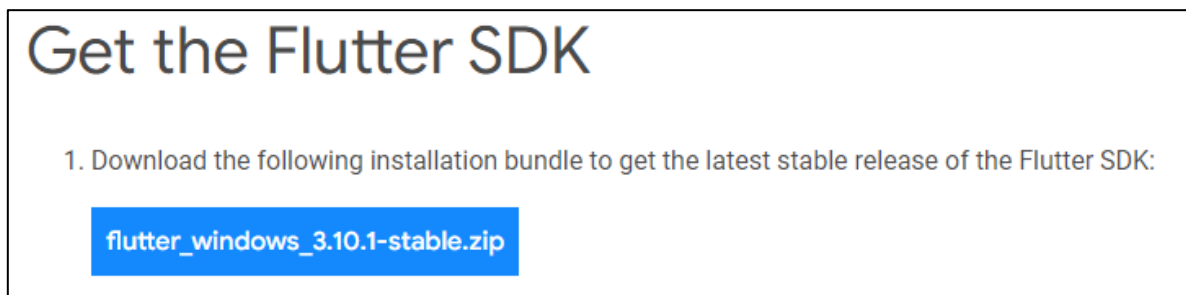 Get the Flutter SDK
1. Download the following installation bundle to get the latest stable release of the Flutter SDK:
flutter_windows_3.10.1-stable.zip